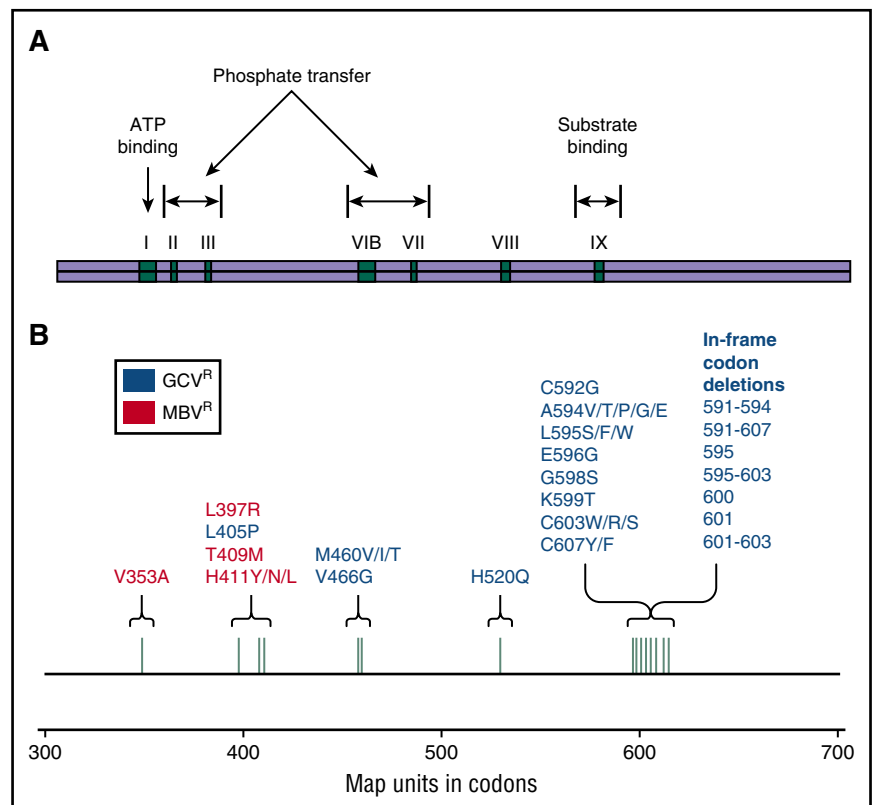 A
Phosphate transfer
ATP
binding
Substrate
binding
I II III VIB VII VIII IX
B
GCV^R
MBV^R
V353A
L397R
L405P
T409M
H411Y/N/L
M460V/I/T
V466G
H520Q
C592G
A594V/T/P/G/E
L595S/F/W
E596G
G598S
K599T
C603W/R/S
C607Y/F
In-frame
codon
deletions
591-594
591-607
595
595-603
600
601
601-603
300 400 500 600 700
Map units in codons